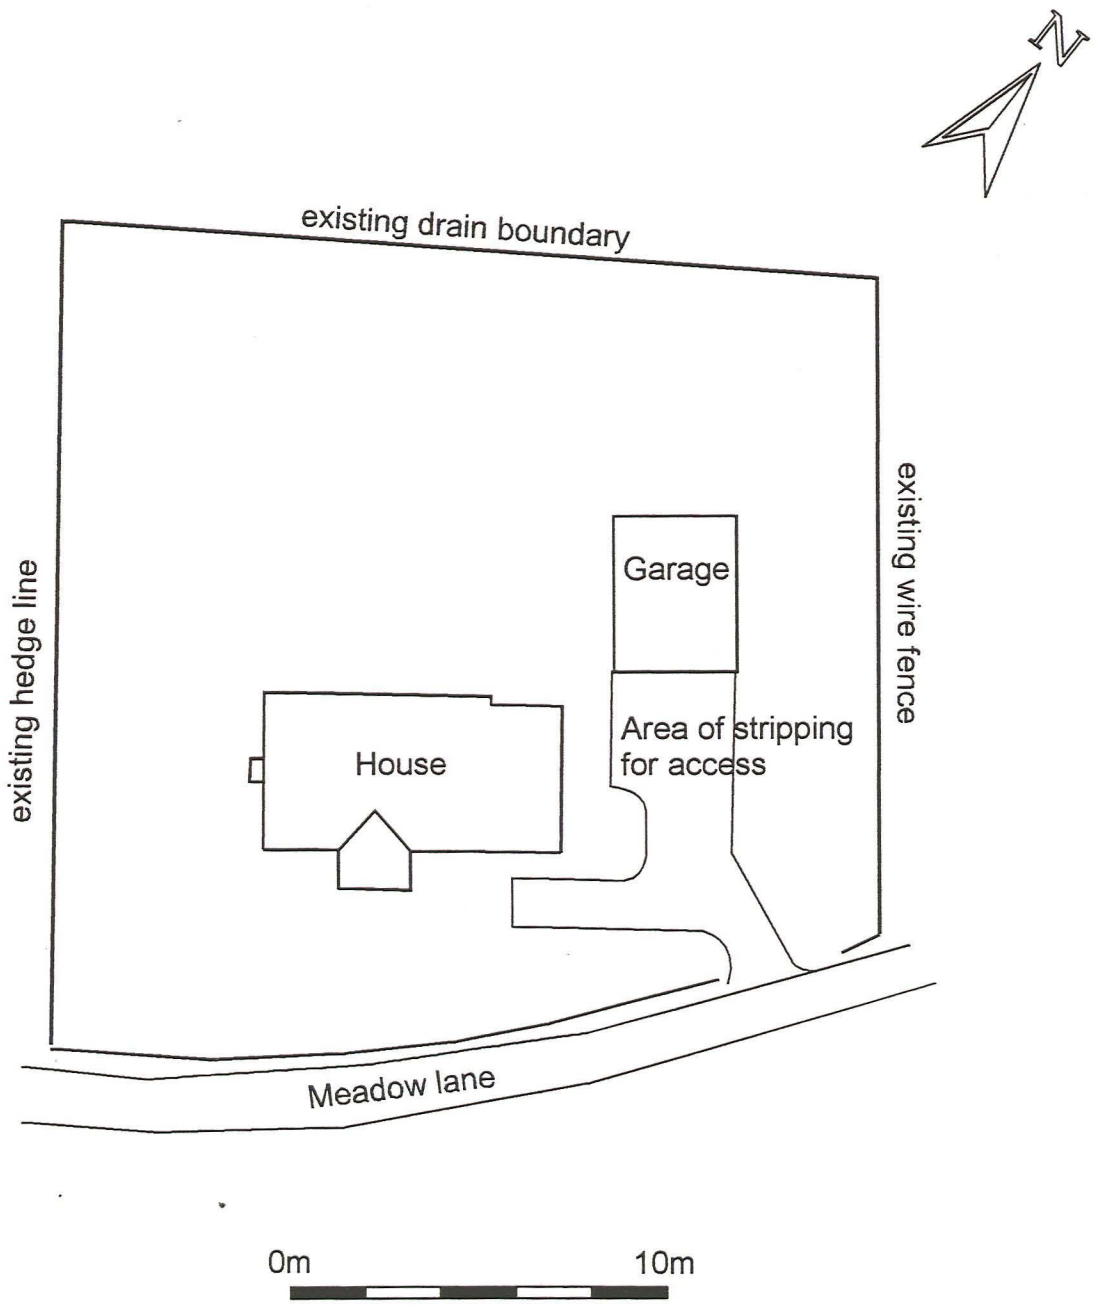 N
existing drain boundary
existing hedge line
existing wire fence
Garage
Area of stripping
for access
House
Meadow lane
0m 10m